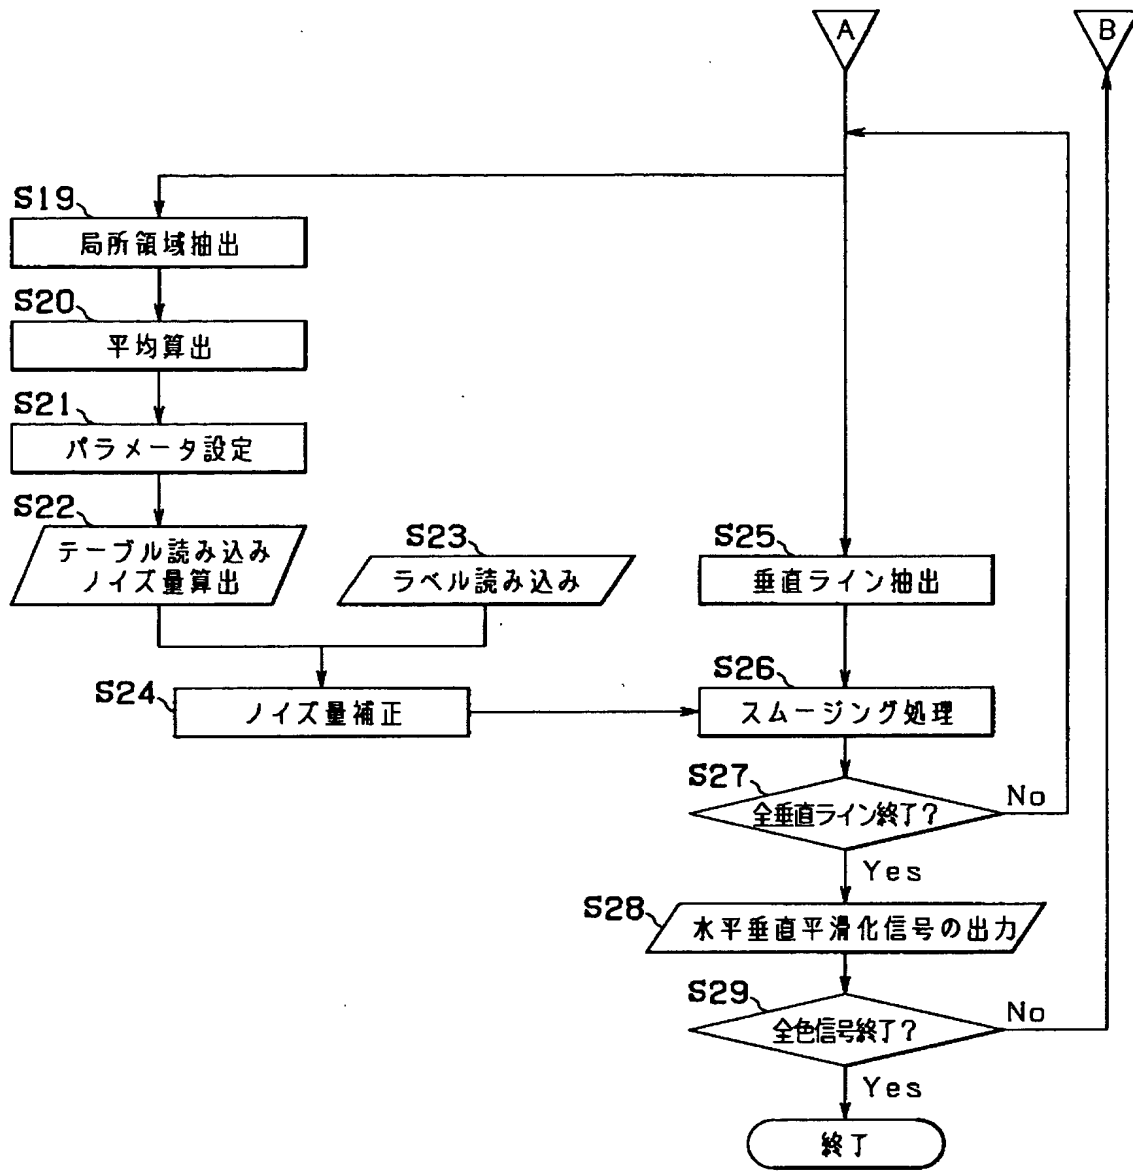 A
B
S19
局所領域抽出
S20
平均算出
S21
パラメータ設定
S22
テーブル読み込み
ノイズ量算出
S23
ラベル読み込み
S24
ノイズ量補正
S25
垂直ライン抽出
S26
スムージング処理
S27
全垂直ライン終了?
No
Yes
S28
水平垂直平滑化信号の出力
S29
全色信号終了?
No
Yes
終了